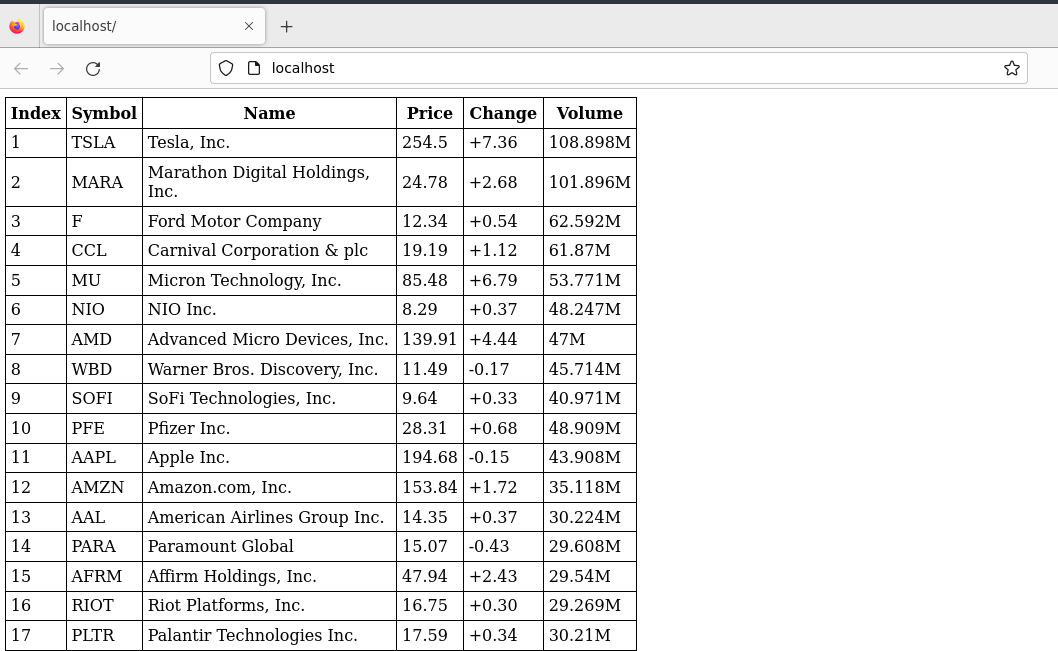 localhost/
localhost
Index Symbol Name Price Change Volume
1 TSLA Tesla, Inc. 254.5 +7.36 108.898M
2 MARA Marathon Digital Holdings, Inc. 24.78 +2.68 101.896M
3 F Ford Motor Company 12.34 +0.54 62.592M
4 CCL Carnival Corporation & plc 19.19 +1.12 61.87M
5 MU Micron Technology, Inc. 85.48 +6.79 53.771M
6 NIO NIO Inc. 8.29 +0.37 48.247M
7 AMD Advanced Micro Devices, Inc. 139.91 +4.44 47M
8 WBD Warner Bros. Discovery, Inc. 11.49 -0.17 45.714M
9 SOFI SoFi Technologies, Inc. 9.64 +0.33 40.971M
10 PFE Pfizer Inc. 28.31 +0.68 48.909M
11 AAPL Apple Inc. 194.68 -0.15 43.908M
12 AMZN Amazon.com, Inc. 153.84 +1.72 35.118M
13 AAL American Airlines Group Inc. 14.35 +0.37 30.224M
14 PARA Paramount Global 15.07 -0.43 29.608M
15 AFRM Affirm Holdings, Inc. 47.94 +2.43 29.54M
16 RIOT Riot Platforms, Inc. 16.75 +0.30 29.269M
17 PLTR Palantir Technologies Inc. 17.59 +0.34 30.21M